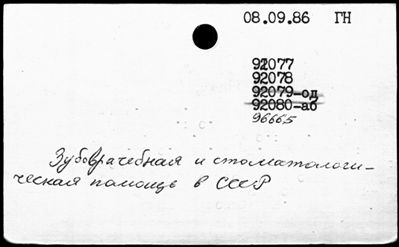 08.09.86 ГН
92077
92078
92079-од
92080-аб
96665
Зубоврачебная и стоматологи-
ческая помощь в СССР